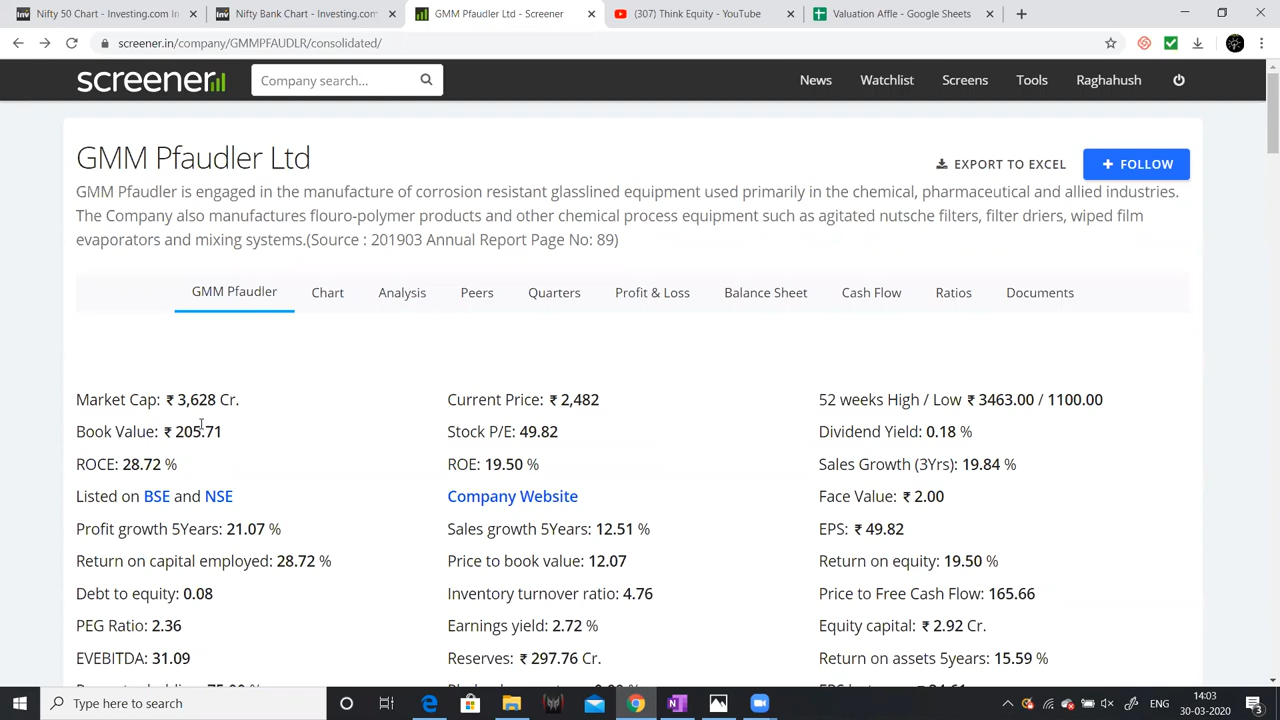 Nifty 50 Chart - Investing.com In
Nifty Bank Chart - Investing.com
GMM Pfaudler Ltd - Screener
(307) Think Equity - YouTube
Valuation Affle - Google Sheets
screener.in/company/GMMPFAUDLR/consolidated/
screener
Company search...
News
Watchlist
Screens
Tools
Raghahush
GMM Pfaudler Ltd
EXPORT TO EXCEL
+ FOLLOW
GMM Pfaudler is engaged in the manufacture of corrosion resistant glasslined equipment used primarily in the chemical, pharmaceutical and allied industries.
The Company also manufactures flouro-polymer products and other chemical process equipment such as agitated nutsche filters, filter driers, wiped film
evaporators and mixing systems.(Source : 201903 Annual Report Page No: 89)
GMM Pfaudler
Chart
Analysis
Peers
Quarters
Profit & Loss
Balance Sheet
Cash Flow
Ratios
Documents
Market Cap: ₹ 3,628 Cr.
Current Price: ₹ 2,482
52 weeks High / Low ₹ 3463.00 / 1100.00
Book Value: ₹ 205.71
Stock P/E: 49.82
Dividend Yield: 0.18 %
ROCE: 28.72 %
ROE: 19.50 %
Sales Growth (3Yrs): 19.84 %
Listed on BSE and NSE
Company Website
Face Value: ₹ 2.00
Profit growth 5Years: 21.07 %
Sales growth 5Years: 12.51 %
EPS: ₹ 49.82
Return on capital employed: 28.72 %
Price to book value: 12.07
Return on equity: 19.50 %
Debt to equity: 0.08
Inventory turnover ratio: 4.76
Price to Free Cash Flow: 165.66
PEG Ratio: 2.36
Earnings yield: 2.72 %
Equity capital: ₹ 2.92 Cr.
EVEBITDA: 31.09
Reserves: ₹ 297.76 Cr.
Return on assets 5years: 15.59 %
Type here to search
ENG
14:03
30-03-2020
3